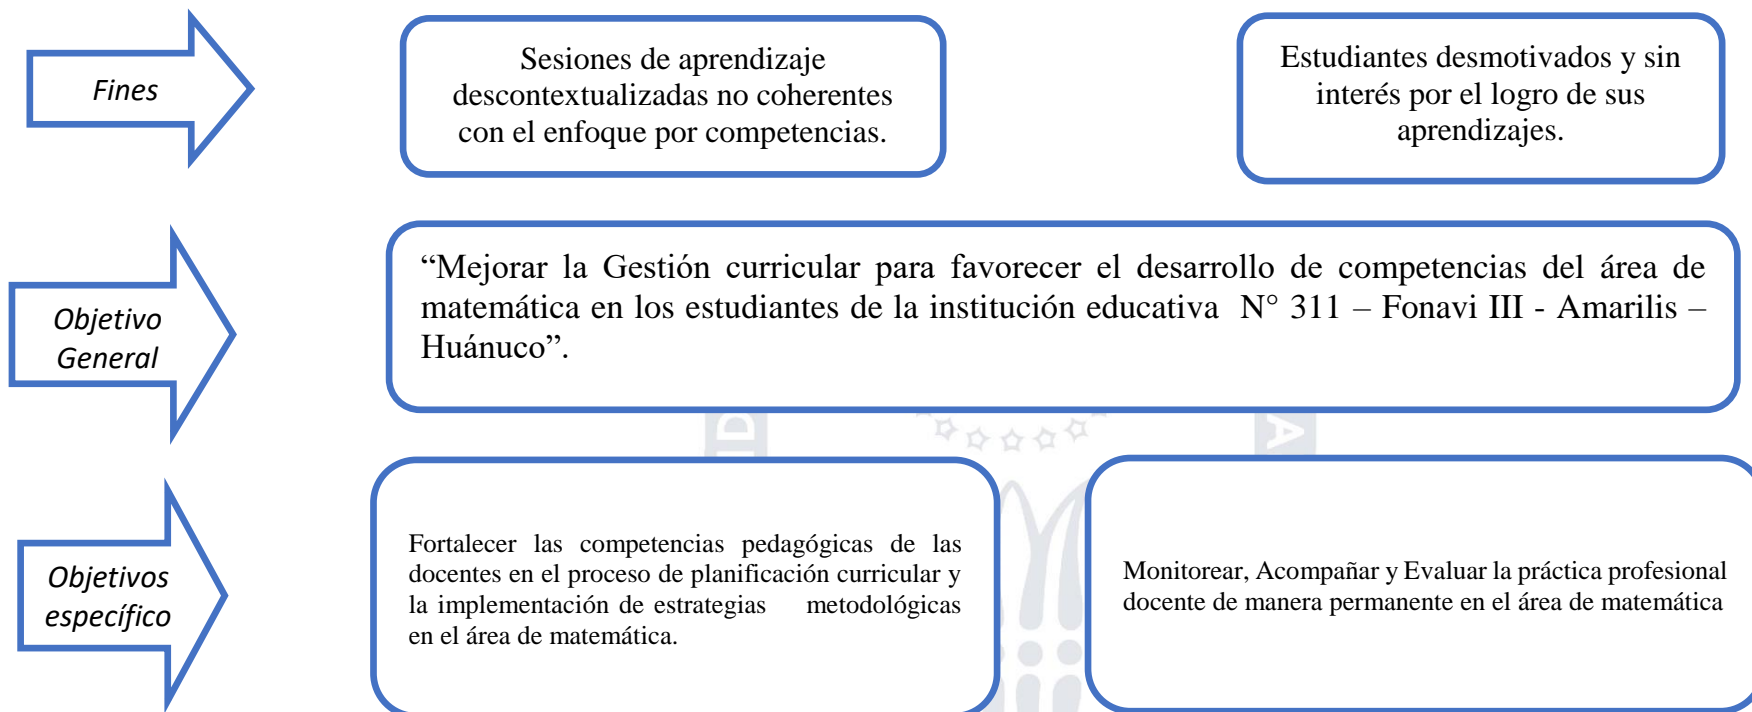 Fines
Sesiones de aprendizaje
descontextualizadas no coherentes
con el enfoque por competencias.
Estudiantes desmotivados y sin
interés por el logro de sus
aprendizajes.
Objetivo
General
“Mejorar la Gestión curricular para favorecer el desarrollo de competencias del área de
matemática en los estudiantes de la institución educativa N° 311 – Fonavi III - Amarilis –
Huánuco”.
Objetivos
específico
Fortalecer las competencias pedagógicas de las
docentes en el proceso de planificación curricular y
la implementación de estrategias metodológicas
en el área de matemática.
Monitorear, Acompañar y Evaluar la práctica profesional
docente de manera permanente en el área de matemática
D
A